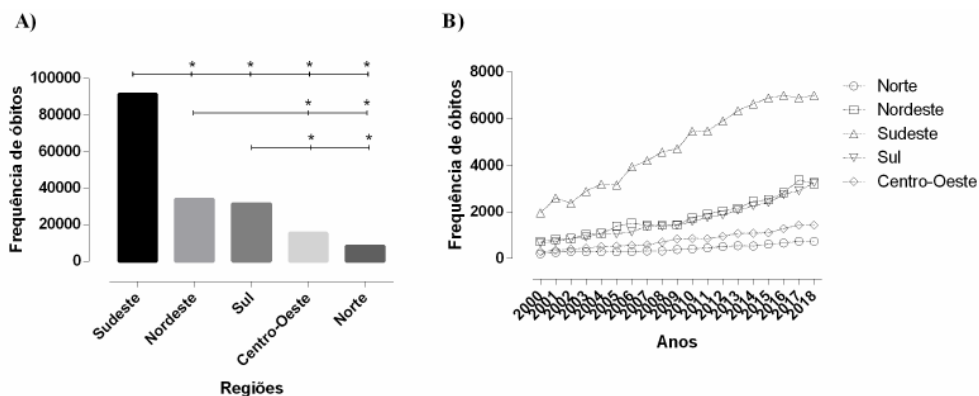 A)
Frequência de óbitos
100000
80000
60000
40000
20000
0
* * * *
* *
* *
Sudeste
Nordeste
Sul
Centro-Oeste
Norte
Regiões
B)
Frequência de óbitos
8000
6000
4000
2000
0
2000
2001
2002
2003
2004
2005
2006
2007
2008
2009
2010
2011
2012
2013
2014
2015
2016
2017
2018
Anos
Norte
Nordeste
Sudeste
Sul
Centro-Oeste